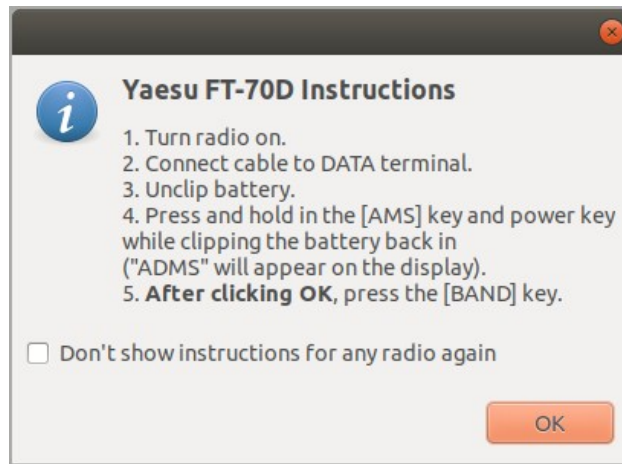 Yaesu FT-70D Instructions
1. Turn radio on.
2. Connect cable to DATA terminal.
3. Unclip battery.
4. Press and hold in the [AMS] key and power key
while clipping the battery back in
("ADMS" will appear on the display).
5. After clicking OK, press the [BAND] key.
Don't show instructions for any radio again
OK